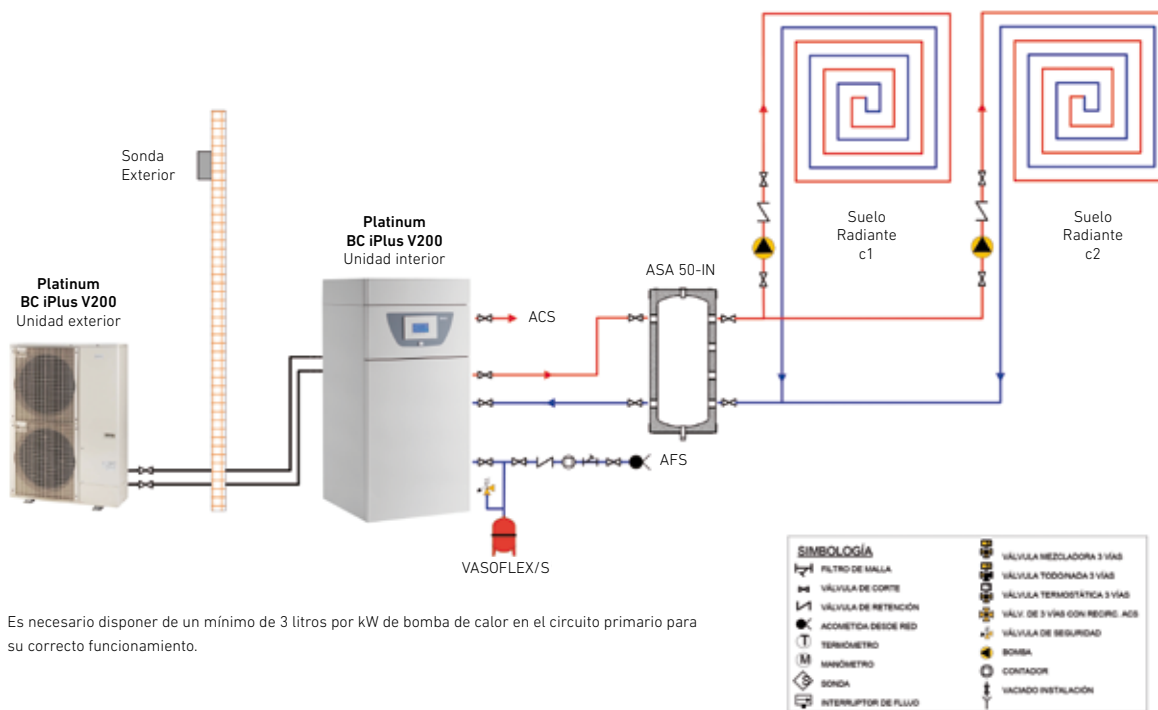 Sonda
Exterior
Platinum
BC iPlus V200
Unidad exterior
Platinum
BC iPlus V200
Unidad interior
ACS
ASA 50-IN
Suelo
Radiante
c1
Suelo
Radiante
c2
AFS
VASOFLEX/S
Es necesario disponer de un mínimo de 3 litros por kW de bomba de calor en el circuito primario para
su correcto funcionamiento.
SIMBOLOGÍA
FILTRO DE MALLA
VÁLVULA DE CORTE
VÁLVULA DE RETENCIÓN
ACOMETIDA DESDE RED
T TERMÓMETRO
M MANÓMETRO
S SONDA
INTERRUPTOR DE FLUJO
VÁLVULA MEZCLADORA 3 VÍAS
VÁLVULA TODO/NADA 3 VÍAS
VÁLVULA TERMOSTÁTICA 3 VÍAS
VÁLV. DE 3 VÍAS CON RECIRC. ACS
VÁLVULA DE SEGURIDAD
BOMBA
CONTADOR
VACIADO INSTALACIÓN